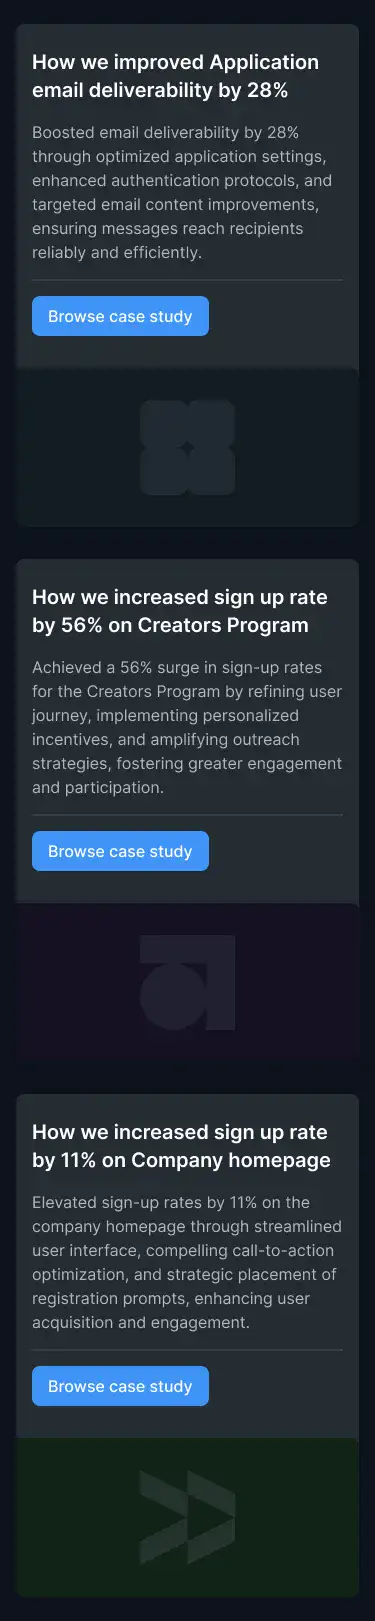 How we improved Application
email deliverability by 28%
Boosted email deliverability by 28%
through optimized application settings,
enhanced authentication protocols, and
targeted email content improvements,
ensuring messages reach recipients
reliably and efficiently.
Browse case study
How we increased sign up rate
by 56% on Creators Program
Achieved a 56% surge in sign-up rates
for the Creators Program by refining user
journey, implementing personalized
incentives, and amplifying outreach
strategies, fostering greater engagement
and participation.
Browse case study
How we increased sign up rate
by 11% on Company homepage
Elevated sign-up rates by 11% on the
company homepage through streamlined
user interface, compelling call-to-action
optimization, and strategic placement of
registration prompts, enhancing user
acquisition and engagement.
Browse case study